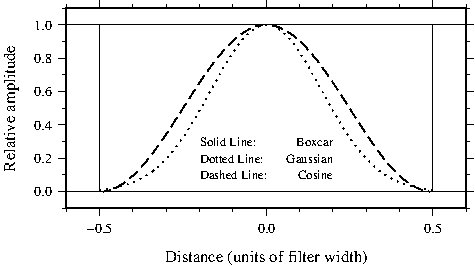 Relative amplitude
1.0
0.8
0.6
0.4
0.2
0.0
Solid Line: Boxcar
Dotted Line: Gaussian
Dashed Line: Cosine
−0.5 0.0 0.5
Distance (units of filter width)